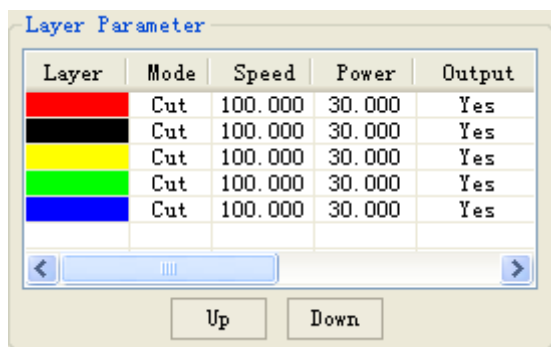 Layer Parameter
Layer Mode Speed Power Output
Cut 100.000 30.000 Yes
Cut 100.000 30.000 Yes
Cut 100.000 30.000 Yes
Cut 100.000 30.000 Yes
Cut 100.000 30.000 Yes
Up Down